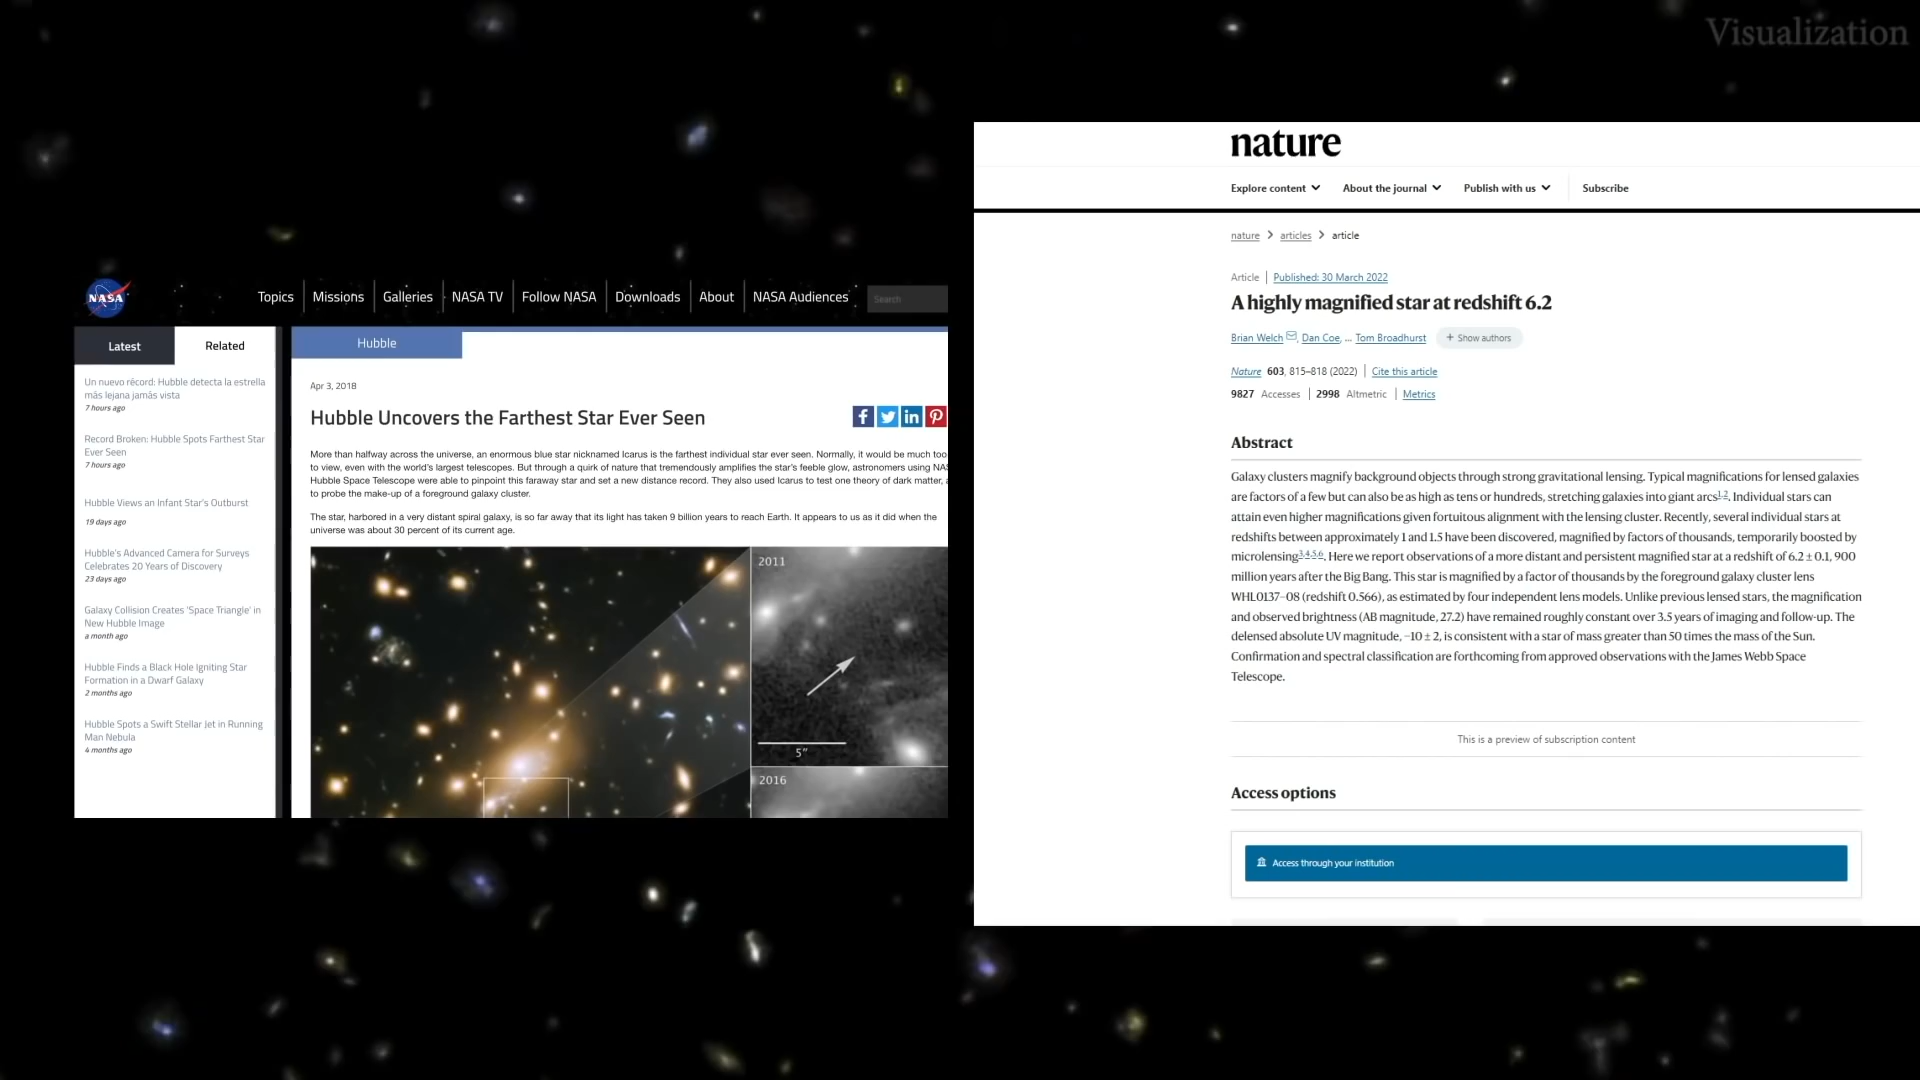 Visualization
NASA
Topics
Missions
Galleries
NASA TV
Follow NASA
Downloads
About
NASA Audiences
Search
Latest
Related
Un nuevo récord: Hubble detecta la estrella
más lejana jamás vista
7 hours ago
Record Broken: Hubble Spots Farthest Star
Ever Seen
7 hours ago
Hubble Views an Infant Star's Outburst
19 days ago
Hubble's Advanced Camera for Surveys
Celebrates 20 Years of Discovery
23 days ago
Galaxy Collision Creates 'Space Triangle' in
New Hubble Image
a month ago
Hubble Finds a Black Hole Igniting Star
Formation in a Dwarf Galaxy
2 months ago
Hubble Spots a Swift Stellar Jet in Running
Man Nebula
4 months ago
Hubble
Apr 3, 2018
Hubble Uncovers the Farthest Star Ever Seen
More than halfway across the universe, an enormous blue star nicknamed Icarus is the farthest individual star ever seen. Normally, it would be much too
to view, even with the world's largest telescopes. But through a quirk of nature that tremendously amplifies the star's feeble glow, astronomers using NAS
Hubble Space Telescope were able to pinpoint this faraway star and set a new distance record. They also used Icarus to test one theory of dark matter, a
to probe the make-up of a foreground galaxy cluster.
The star, harbored in a very distant spiral galaxy, is so far away that its light has taken 9 billion years to reach Earth. It appears to us as it did when the
universe was about 30 percent of its current age.
2011
5"
2016
nature
Explore content
About the journal
Publish with us
Subscribe
nature > articles > article
Article | Published: 30 March 2022
A highly magnified star at redshift 6.2
Brian Welch, Dan Coe, ... Tom Broadhurst + Show authors
Nature 603, 815–818 (2022) | Cite this article
9827 Accesses | 2998 Altmetric | Metrics
Abstract
Galaxy clusters magnify background objects through strong gravitational lensing. Typical magnifications for lensed galaxies
are factors of a few but can also be as high as tens or hundreds, stretching galaxies into giant arcs1,2. Individual stars can
attain even higher magnifications given fortuitous alignment with the lensing cluster. Recently, several individual stars at
redshifts between approximately 1 and 1.5 have been discovered, magnified by factors of thousands, temporarily boosted by
microlensing3,4,5,6. Here we report observations of a more distant and persistent magnified star at a redshift of 6.2 ± 0.1, 900
million years after the Big Bang. This star is magnified by a factor of thousands by the foreground galaxy cluster lens
WHL0137–08 (redshift 0.566), as estimated by four independent lens models. Unlike previous lensed stars, the magnification
and observed brightness (AB magnitude, 27.2) have remained roughly constant over 3.5 years of imaging and follow-up. The
delensed absolute UV magnitude, −10 ± 2, is consistent with a star of mass greater than 50 times the mass of the Sun.
Confirmation and spectral classification are forthcoming from approved observations with the James Webb Space
Telescope.
This is a preview of subscription content
Access options
Access through your institution